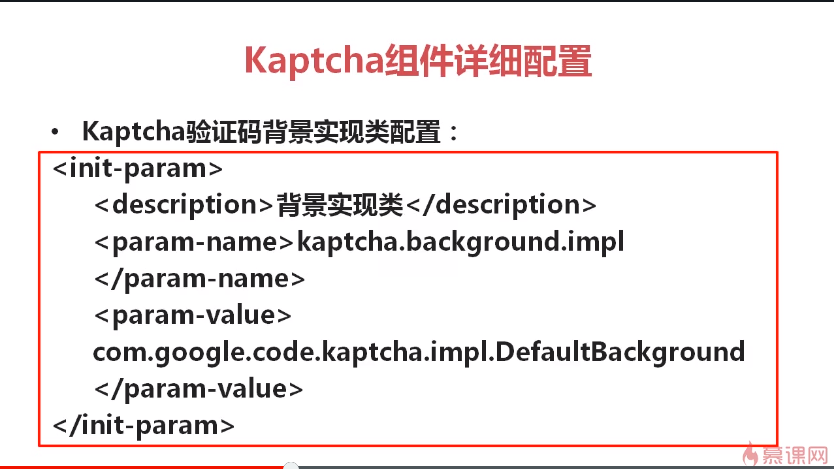 Kaptcha组件详细配置
• Kaptcha验证码背景实现类配置：
<init-param>
<description>背景实现类</description>
<param-name>kaptcha.background.impl
</param-name>
<param-value>
com.google.code.kaptcha.impl.DefaultBackground
</param-value>
</init-param>
慕课网